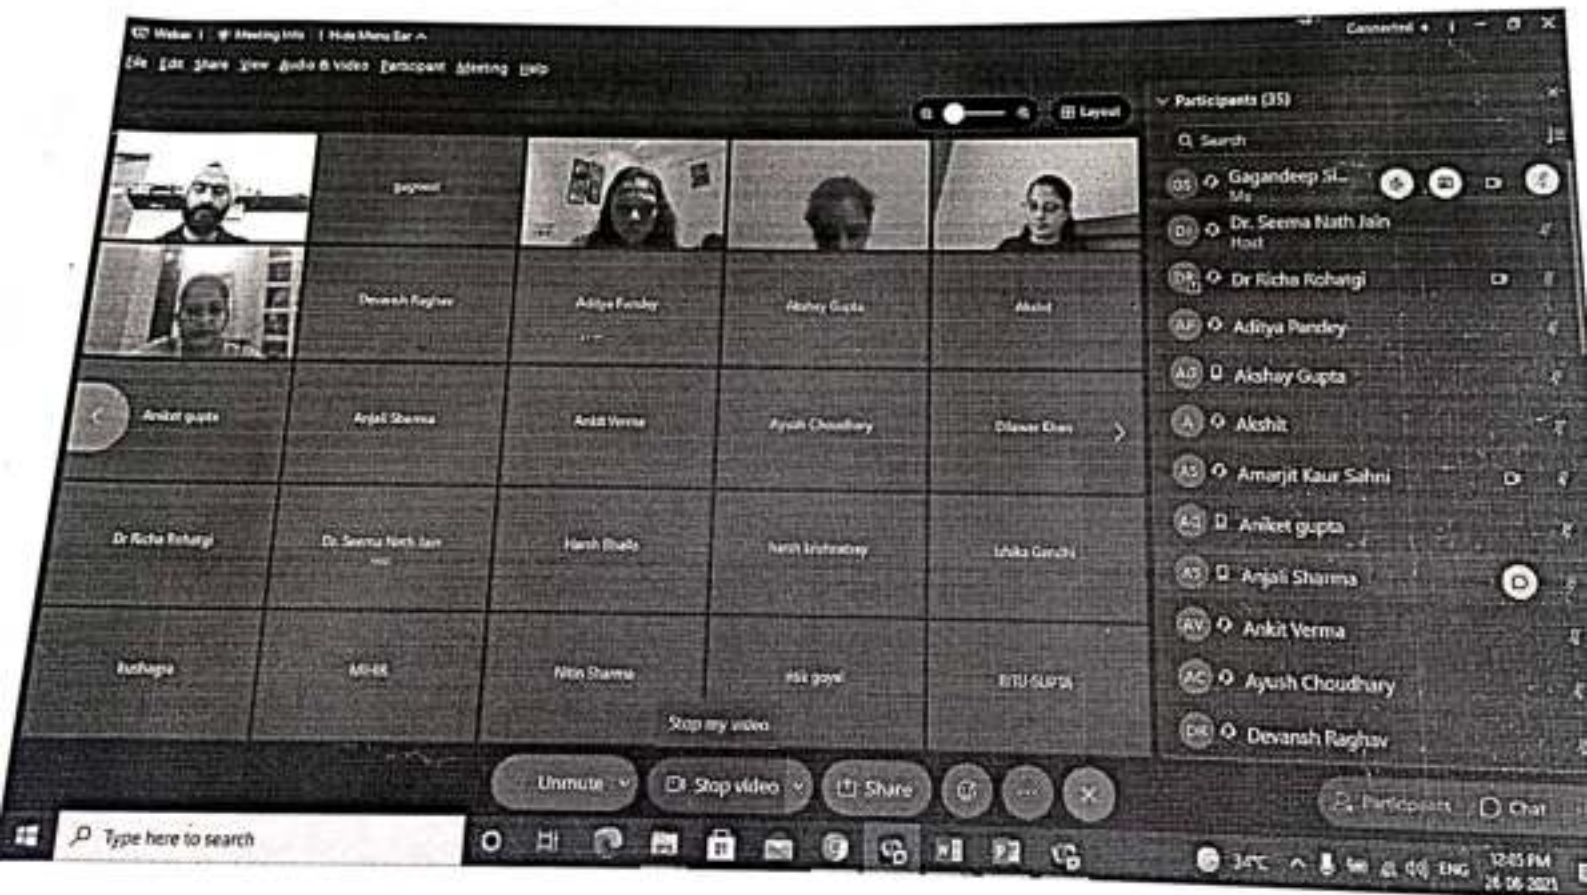 Webex | Meeting Info | Hide Menu Bar
Connected
File Edit Share View Audio & Video Participant Meeting Help
Layout
Participants (35)
Search
Gagandeep Si...
Me
Dr. Seema Nath Jain
Host
Dr Richa Rohatgi
Aditya Pandey
Akshay Gupta
Akshit
Amarjit Kaur Sahni
Aniket gupta
Anjali Sharma
Ankit Verma
Ayush Choudhary
Devansh Raghav
Devansh Raghav
Aditya Pandey
Akshay Gupta
Akshit
Aniket gupta
Anjali Sharma
Ankit Verma
Ayush Choudhary
Dilawar Khan
Dr Richa Rohatgi
Dr. Seema Nath Jain
Host
Harsh Bhalla
Ishika Gandhi
kushagra
Nitin Sharma
goyal
RITU-GUPTA
Stop my video
Unmute
Stop video
Share
Participants
Chat
Type here to search
34°C
ENG
12:05 PM